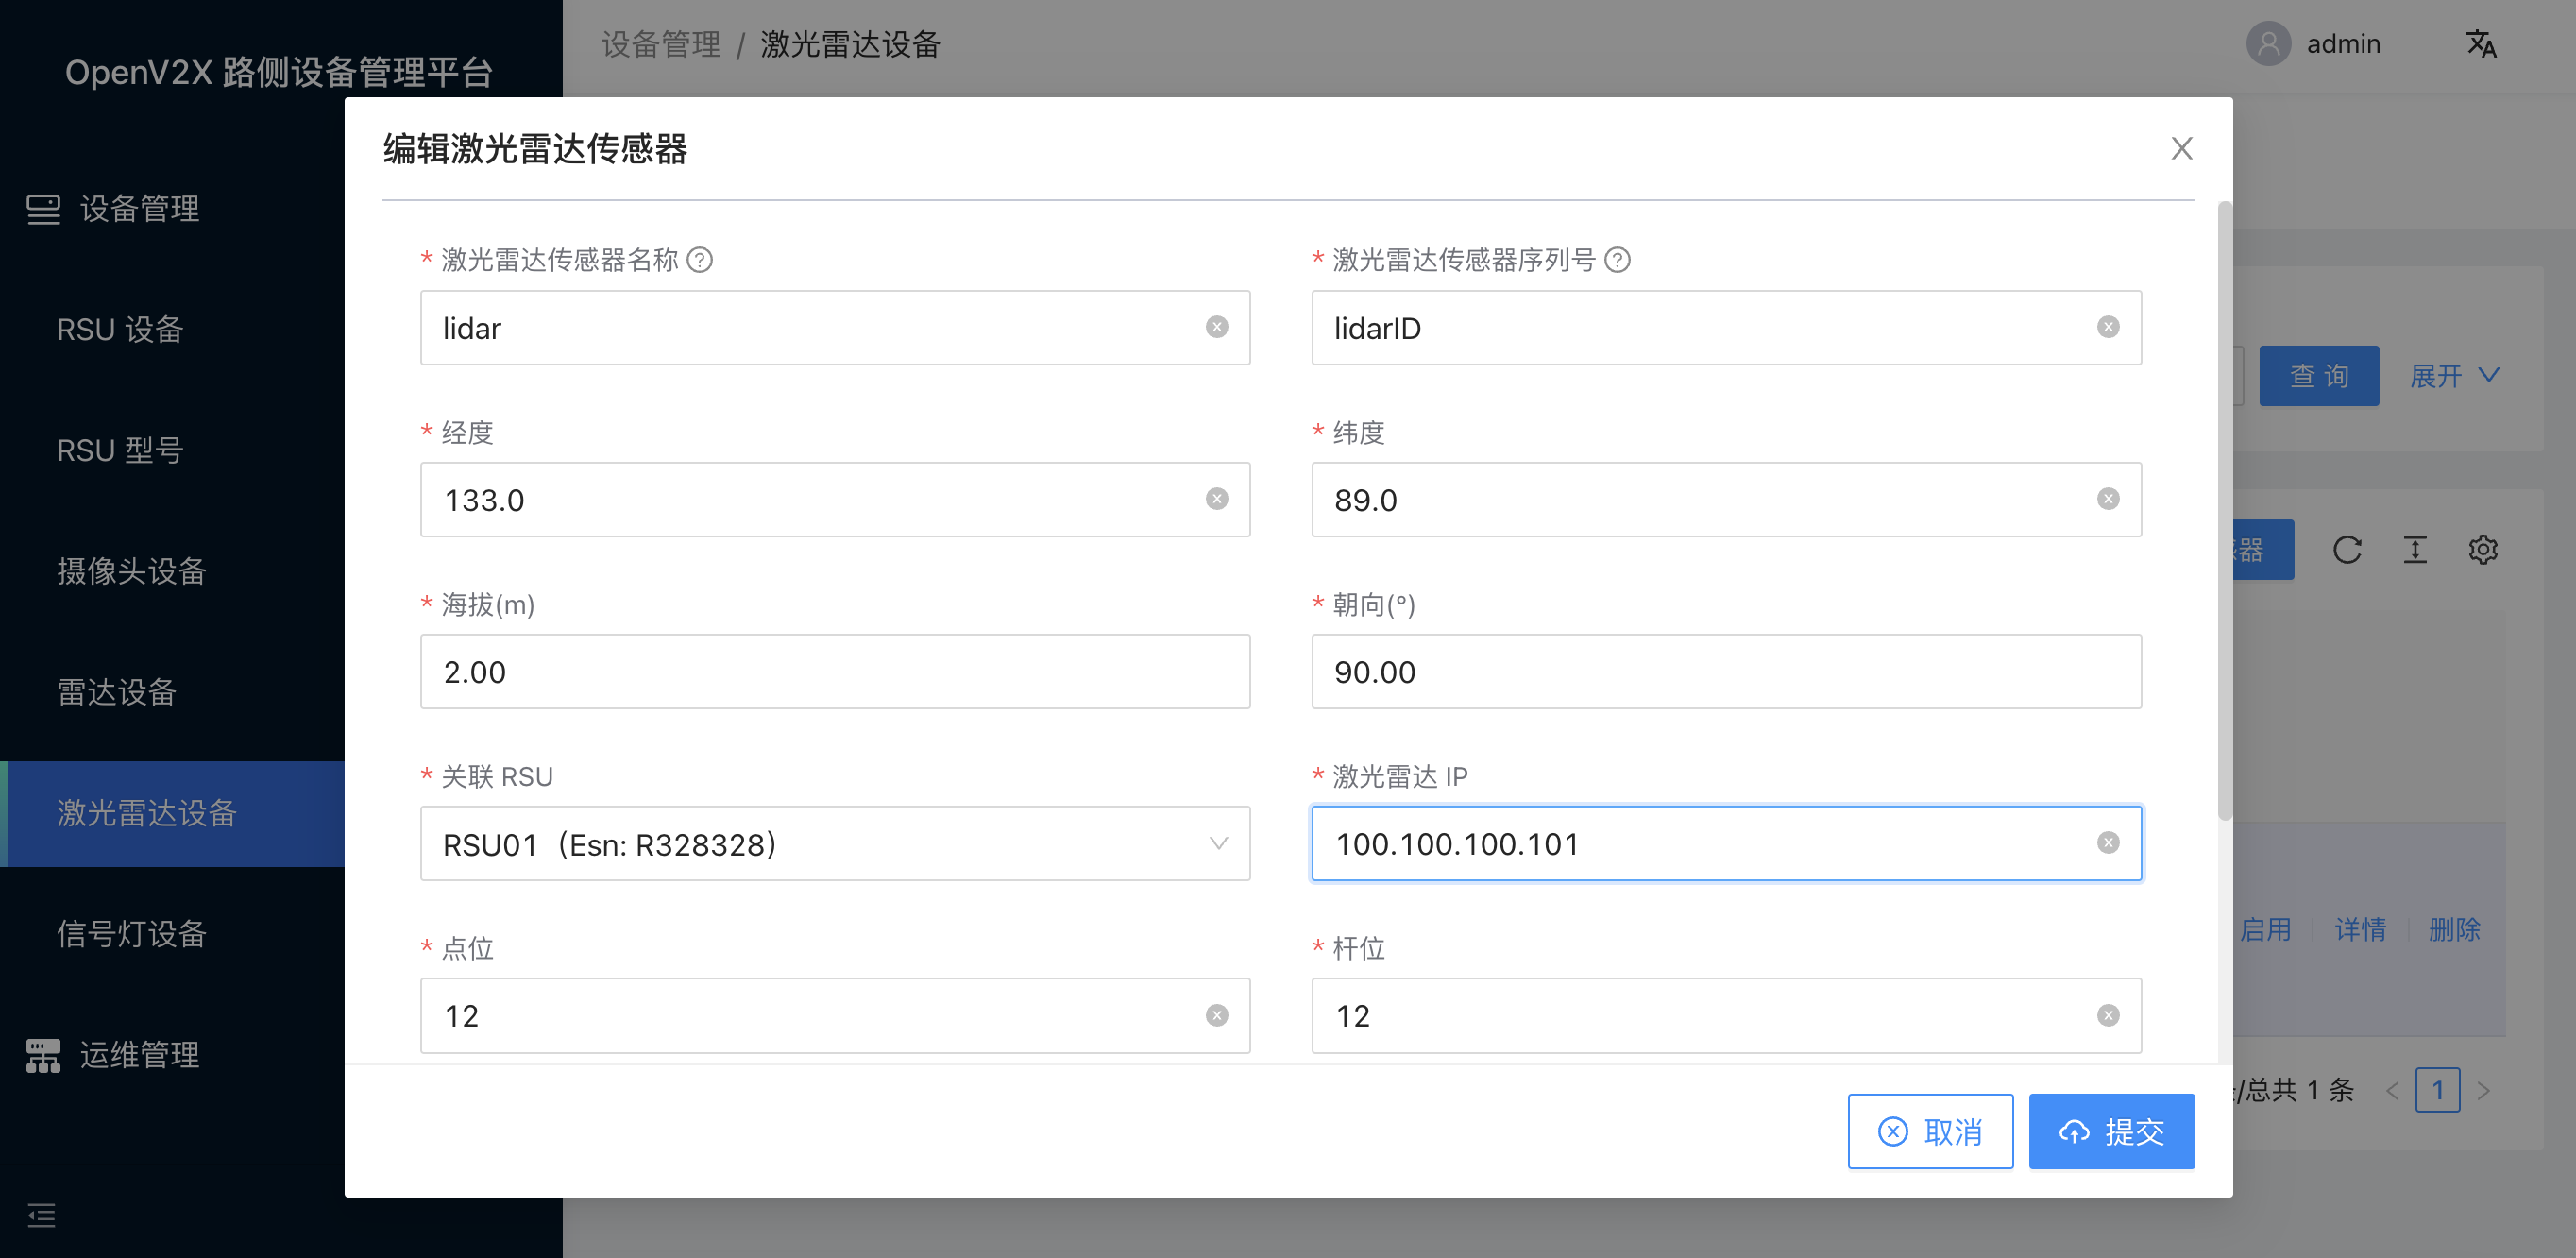 OpenV2X 路侧设备管理平台
设备管理
RSU 设备
RSU 型号
摄像头设备
雷达设备
激光雷达设备
信号灯设备
运维管理
设备管理 / 激光雷达设备
admin
编辑激光雷达传感器
* 激光雷达传感器名称
lidar
* 激光雷达传感器序列号
lidarID
* 经度
133.0
* 纬度
89.0
* 海拔(m)
2.00
* 朝向(°)
90.00
* 关联 RSU
RSU01（Esn: R328328）
* 激光雷达 IP
100.100.100.101
* 点位
12
* 杆位
12
取消
提交
查 询
展开
器
启用
详情
删除
/总共 1 条
1